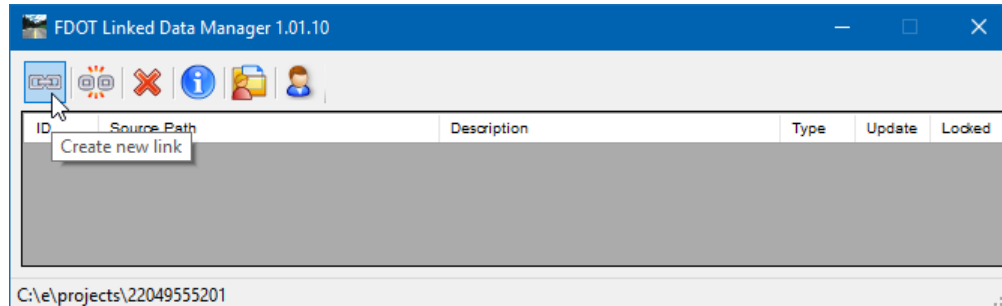 FDOT Linked Data Manager 1.01.10
ID Source Path Description Type Update Locked
Create new link
C:\e\projects\22049555201